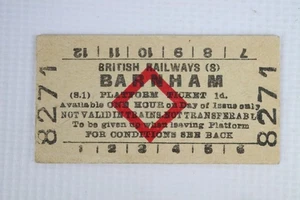 7 8 9 10 11 12
BRITISH RAILWAYS (S)
BARNHAM
(S.1) PLATFORM TICKET 1d.
Available ONE HOUR on Day of Issue only
NOT VALID IN TRAINS. NOT TRANSFERABLE
To be given up when leaving Platform
FOR CONDITIONS SEE BACK
1 2 3 4 5 6
8271
8271